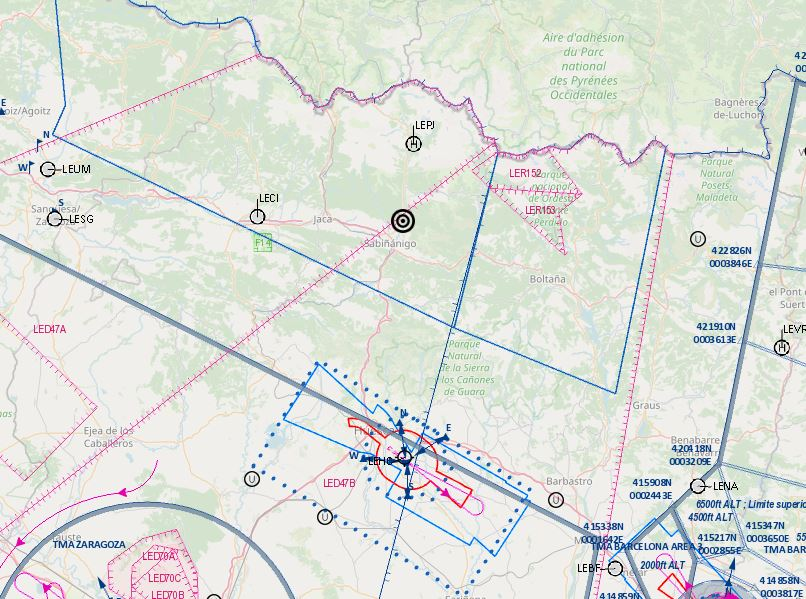 Aire d'adhésion
du Parc
national
des Pyrénées
Occidentales
Bagnères
de-Luchon
E
oiz/Agoitz
N
W
LEUM
S
LESG
LECI
F14
Jaca
Sabiñánigo
LEPJ
LER152
LER153
Boltaña
Parque
Natural
Posets
Maladeta
U
422826N
0003846E
el Pont d
Suert
421910N
0003613E
LEVR
LED47A
Ejea de los
Caballeros
Parque
Natural
de la Sierra
y los Cañones
de Guara
Graus
Benabarre
420418N
0003209E
N
E
W
S
U
U
U
LED47B
Barbastro
415908N
0002443E
LENA
6500ft ALT ; Limite superio
4500ft ALT
415338N
0001642E
415347N
0003650E
415217N
0002855E
TMA BARCELONA AREA
TMA BAR
2000ft ALT
LEBF
TMA ZARAGOZA
LED70A
LED70C
LED70B
414858N
0003817E
414859N